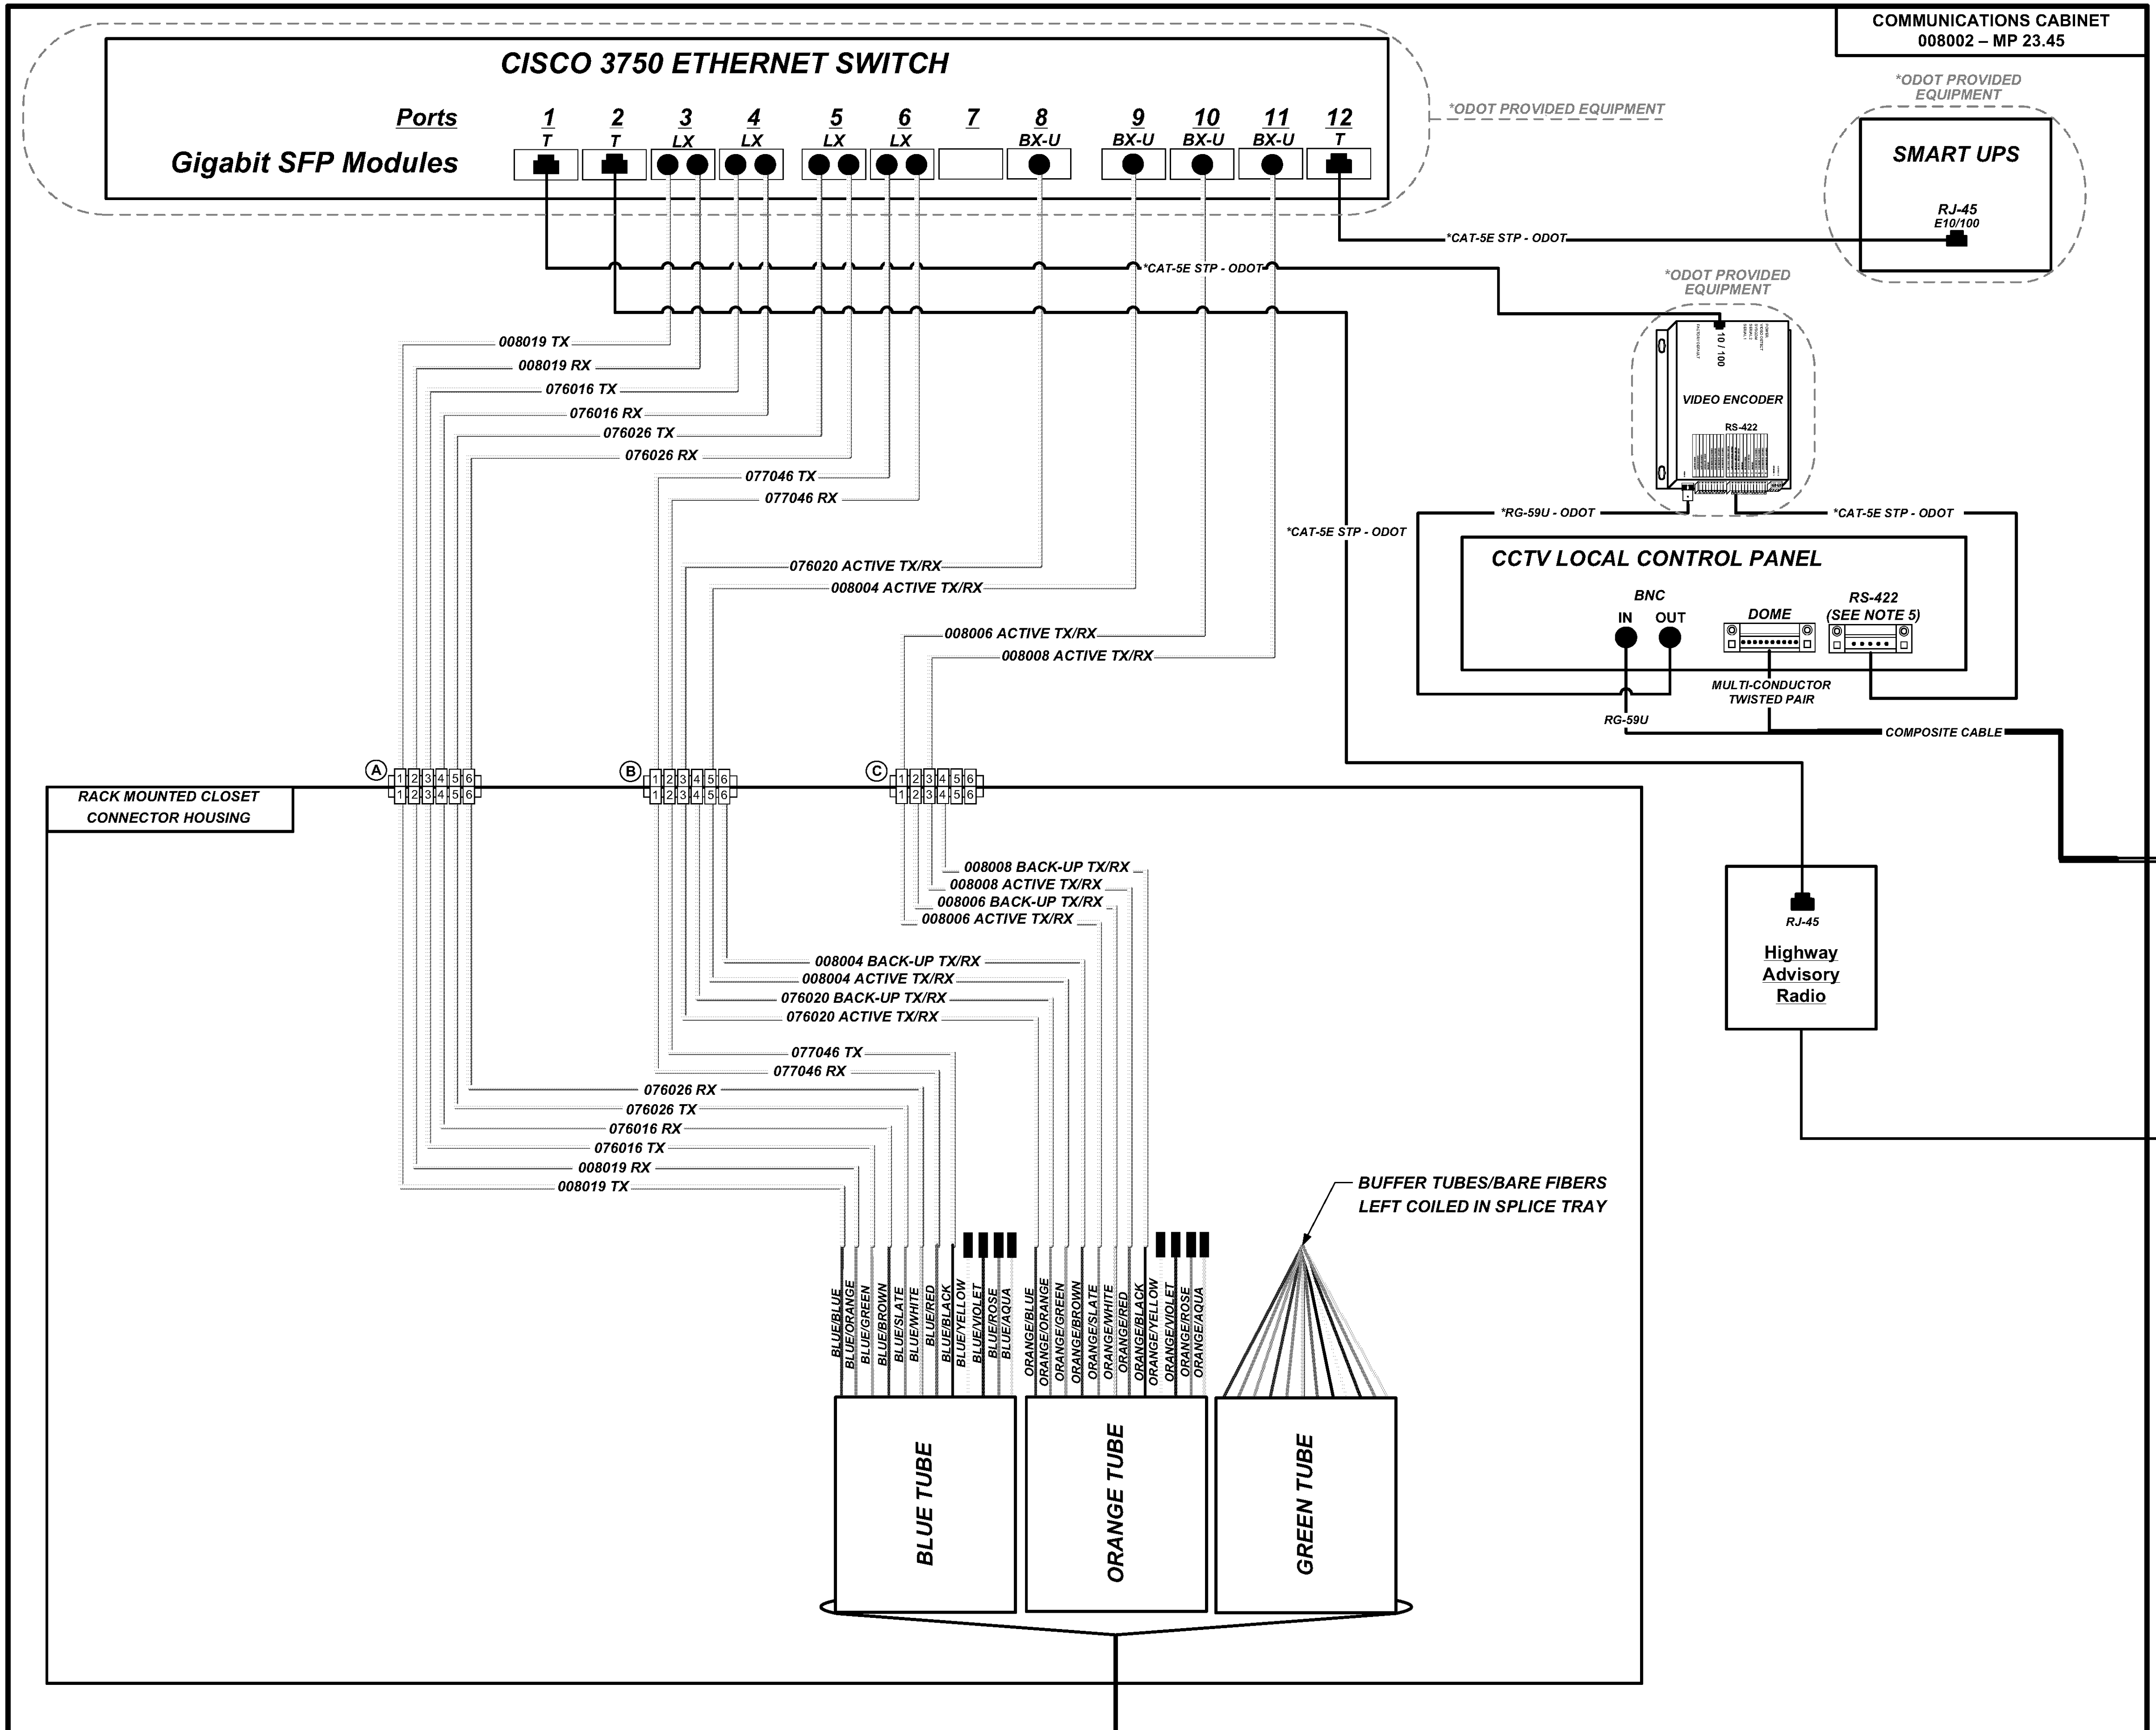 COMMUNICATIONS CABINET
008002 – MP 23.45
CISCO 3750 ETHERNET SWITCH
Ports 1 2 3 4 5 6 7 8 9 10 11 12
T T LX LX LX LX BX-U BX-U BX-U BX-U T
Gigabit SFP Modules
*ODOT PROVIDED EQUIPMENT
*ODOT PROVIDED
EQUIPMENT
SMART UPS
RJ-45
E10/100
*CAT-5E STP - ODOT
*CAT-5E STP - ODOT
*ODOT PROVIDED
EQUIPMENT
10 / 100
VIDEO ENCODER
RS-422
008019 TX
008019 RX
076016 TX
076016 RX
076026 TX
076026 RX
077046 TX
077046 RX
*CAT-5E STP - ODOT
*RG-59U - ODOT
*CAT-5E STP - ODOT
076020 ACTIVE TX/RX
008004 ACTIVE TX/RX
008006 ACTIVE TX/RX
008008 ACTIVE TX/RX
CCTV LOCAL CONTROL PANEL
BNC
IN OUT
DOME
RS-422
(SEE NOTE 5)
MULTI-CONDUCTOR
TWISTED PAIR
RG-59U
COMPOSITE CABLE
A
1 2 3 4 5 6
1 2 3 4 5 6
B
1 2 3 4 5 6
1 2 3 4 5 6
C
1 2 3 4 5 6
1 2 3 4 5 6
RACK MOUNTED CLOSET
CONNECTOR HOUSING
008008 BACK-UP TX/RX
008008 ACTIVE TX/RX
008006 BACK-UP TX/RX
008006 ACTIVE TX/RX
008004 BACK-UP TX/RX
008004 ACTIVE TX/RX
076020 BACK-UP TX/RX
076020 ACTIVE TX/RX
077046 TX
077046 RX
076026 RX
076026 TX
076016 RX
076016 TX
008019 RX
008019 TX
RJ-45
Highway
Advisory
Radio
BUFFER TUBES/BARE FIBERS
LEFT COILED IN SPLICE TRAY
BLUE/BLUE
BLUE/ORANGE
BLUE/GREEN
BLUE/BROWN
BLUE/SLATE
BLUE/WHITE
BLUE/RED
BLUE/BLACK
BLUE/YELLOW
BLUE/VIOLET
BLUE/ROSE
BLUE/AQUA
ORANGE/BLUE
ORANGE/ORANGE
ORANGE/GREEN
ORANGE/BROWN
ORANGE/SLATE
ORANGE/WHITE
ORANGE/RED
ORANGE/BLACK
ORANGE/YELLOW
ORANGE/VIOLET
ORANGE/ROSE
ORANGE/AQUA
BLUE TUBE
ORANGE TUBE
GREEN TUBE